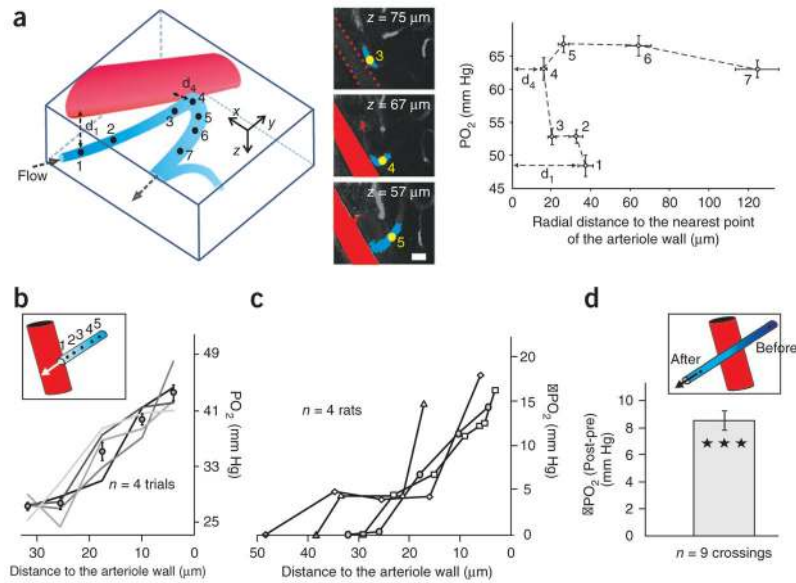 a
d₁
1
2
3
d₄
4
5
6
7
x
y
z
Flow
z = 75 μm
3
z = 67 μm
4
z = 57 μm
5
PO₂ (mm Hg)
65
60
55
50
45
d₄
4
5
6
7
3
2
d₁
1
0 20 40 60 80 100 120
Radial distance to the nearest point
of the arteriole wall (μm)
b
1 2 3 4 5
n = 4 trials
PO₂
(mm Hg)
49
41
33
25
30 20 10 0
Distance to the arteriole wall (μm)
c
n = 4 rats
20
15
10
5
0
▯PO₂
(mm Hg)
50 40 30 20 10 0
Distance to the arteriole wall (μm)
d
After
Before
▯PO₂ (Post-pre)
(mm Hg)
10
8
6
4
2
0
★★★
n = 9 crossings